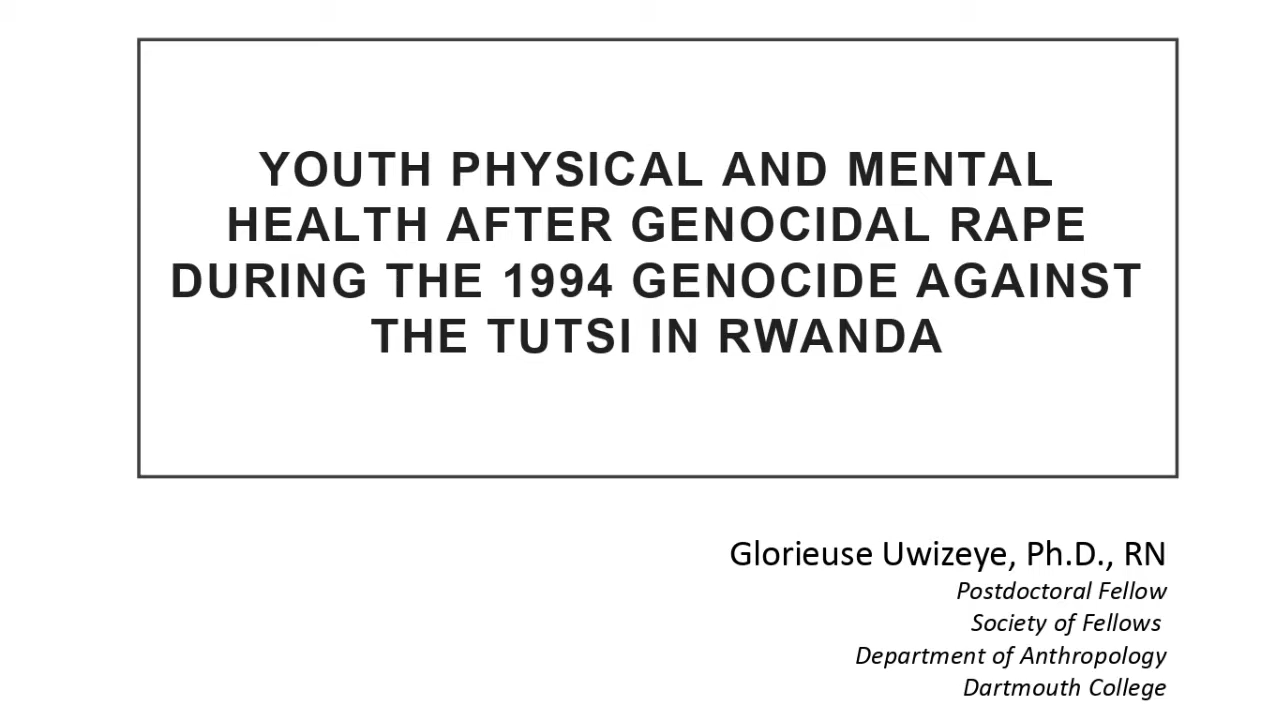 YOUTH PHYSICAL AND MENTAL
HEALTH AFTER GENOCIDAL RAPE
DURING THE 1994 GENOCIDE AGAINST
THE TUTSI IN RWANDA
Glorieuse Uwizeye, Ph.D., RN
Postdoctoral Fellow
Society of Fellows
Department of Anthropology
Dartmouth College